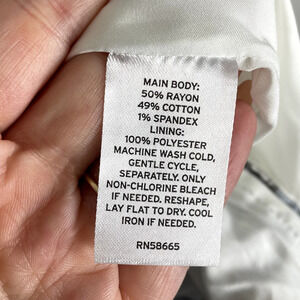 MAIN BODY:
50% RAYON
49% COTTON
1% SPANDEX
LINING:
100% POLYESTER
MACHINE WASH COLD,
GENTLE CYCLE,
SEPARATELY. ONLY
NON-CHLORINE BLEACH
IF NEEDED. RESHAPE,
LAY FLAT TO DRY. COOL
IRON IF NEEDED.
RN58665